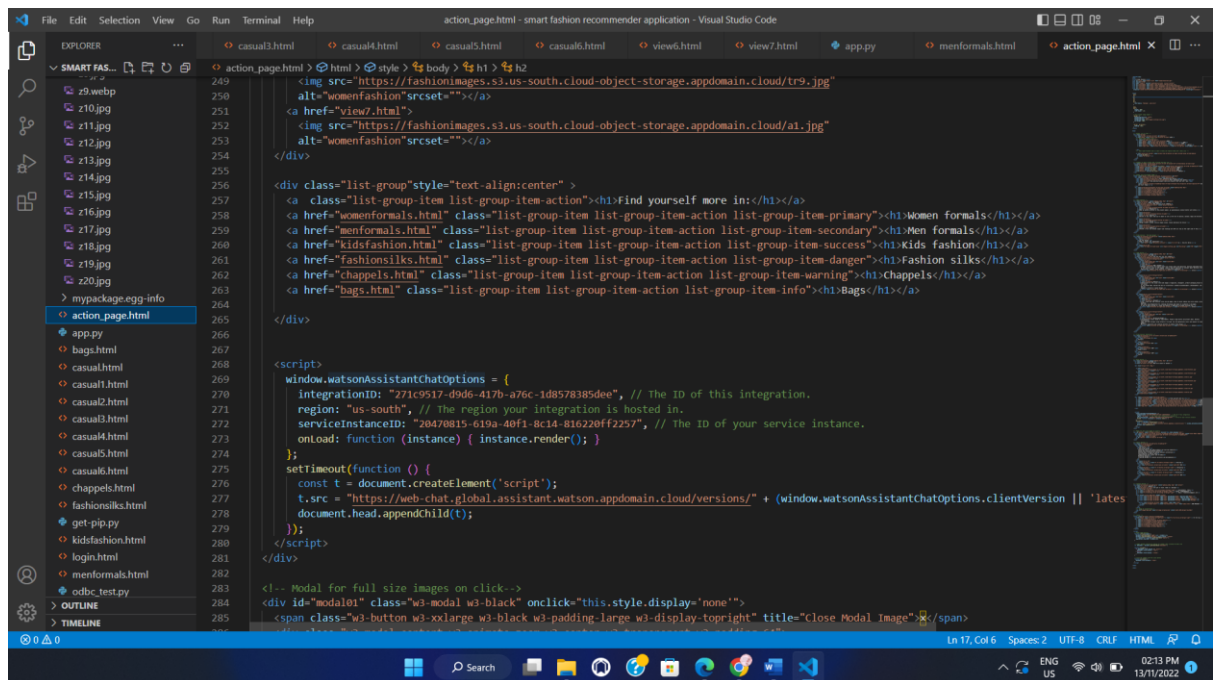 File Edit Selection View Go Run Terminal Help action_page.html - smart fashion recommender application - Visual Studio Code
EXPLORER
casual3.html casual4.html casual5.html casual6.html view6.html view7.html app.py menformals.html action_page.html
SMART FAS...
action_page.html > html > style > body > h1 > h2
z9.webp
z10.jpg
z11.jpg
z12.jpg
z13.jpg
z14.jpg
z15.jpg
z16.jpg
z17.jpg
z18.jpg
z19.jpg
z20.jpg
mypackage.egg-info
action_page.html
app.py
bags.html
casual.html
casual1.html
casual2.html
casual3.html
casual4.html
casual5.html
casual6.html
chappels.html
fashionsilks.html
get-pip.py
kidsfashion.html
login.html
menformals.html
odbc_test.py
OUTLINE
TIMELINE
249 <img src="https://fashionimages.s3.us-south.cloud-object-storage.appdomain.cloud/tr9.jpg"
250 alt="womenfashion"srcset=""></a>
251 <a href="view7.html">
252 <img src="https://fashionimages.s3.us-south.cloud-object-storage.appdomain.cloud/a1.jpg"
253 alt="womenfashion"srcset=""></a>
254 </div>
255
256 <div class="list-group"style="text-align:center" >
257 <a  class="list-group-item list-group-item-action"><h1>Find yourself more in:</h1></a>
258 <a href="womenformals.html" class="list-group-item list-group-item-action list-group-item-primary"><h1>Women formals</h1></a>
259 <a href="menformals.html" class="list-group-item list-group-item-action list-group-item-secondary"><h1>Men formals</h1></a>
260 <a href="kidsfashion.html" class="list-group-item list-group-item-action list-group-item-success"><h1>Kids fashion</h1></a>
261 <a href="fashionsilks.html" class="list-group-item list-group-item-action list-group-item-danger"><h1>Fashion silks</h1></a>
262 <a href="chappels.html" class="list-group-item list-group-item-action list-group-item-warning"><h1>Chappels</h1></a>
263 <a href="bags.html" class="list-group-item list-group-item-action list-group-item-info"><h1>Bags</h1></a>
264
265 </div>
266
267
268 <script>
269 window.watsonAssistantChatOptions = {
270 integrationID: "271c9517-d9d6-417b-a76c-1d8578385dee", // The ID of this integration.
271 region: "us-south", // The region your integration is hosted in.
272 serviceInstanceID: "20470815-619a-40f1-8c14-816220ff2257", // The ID of your service instance.
273 onLoad: function (instance) { instance.render(); }
274 };
275 setTimeout(function () {
276 const t = document.createElement('script');
277 t.src = "https://web-chat.global.assistant.watson.appdomain.cloud/versions/" + (window.watsonAssistantChatOptions.clientVersion || 'lates
278 document.head.appendChild(t);
279 });
280 </script>
281 </div>
282
283 <!-- Modal for full size images on click-->
284 <div id="modal01" class="w3-modal w3-black" onclick="this.style.display='none'">
285 <span class="w3-button w3-xxlarge w3-black w3-padding-large w3-display-topright" title="Close Modal Image">×</span>
0 0 Ln 17, Col 6 Spaces: 2 UTF-8 CRLF HTML
Search ENG US 02:13 PM 13/11/2022 1